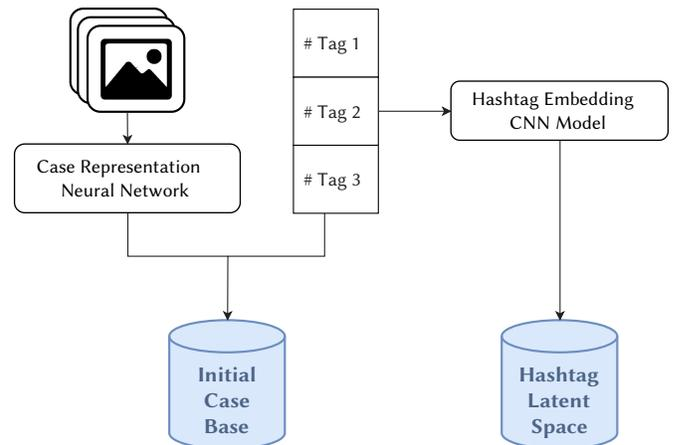 # Tag 1
# Tag 2
# Tag 3
Hashtag Embedding
CNN Model
Case Representation
Neural Network
Initial
Case
Base
Hashtag
Latent
Space